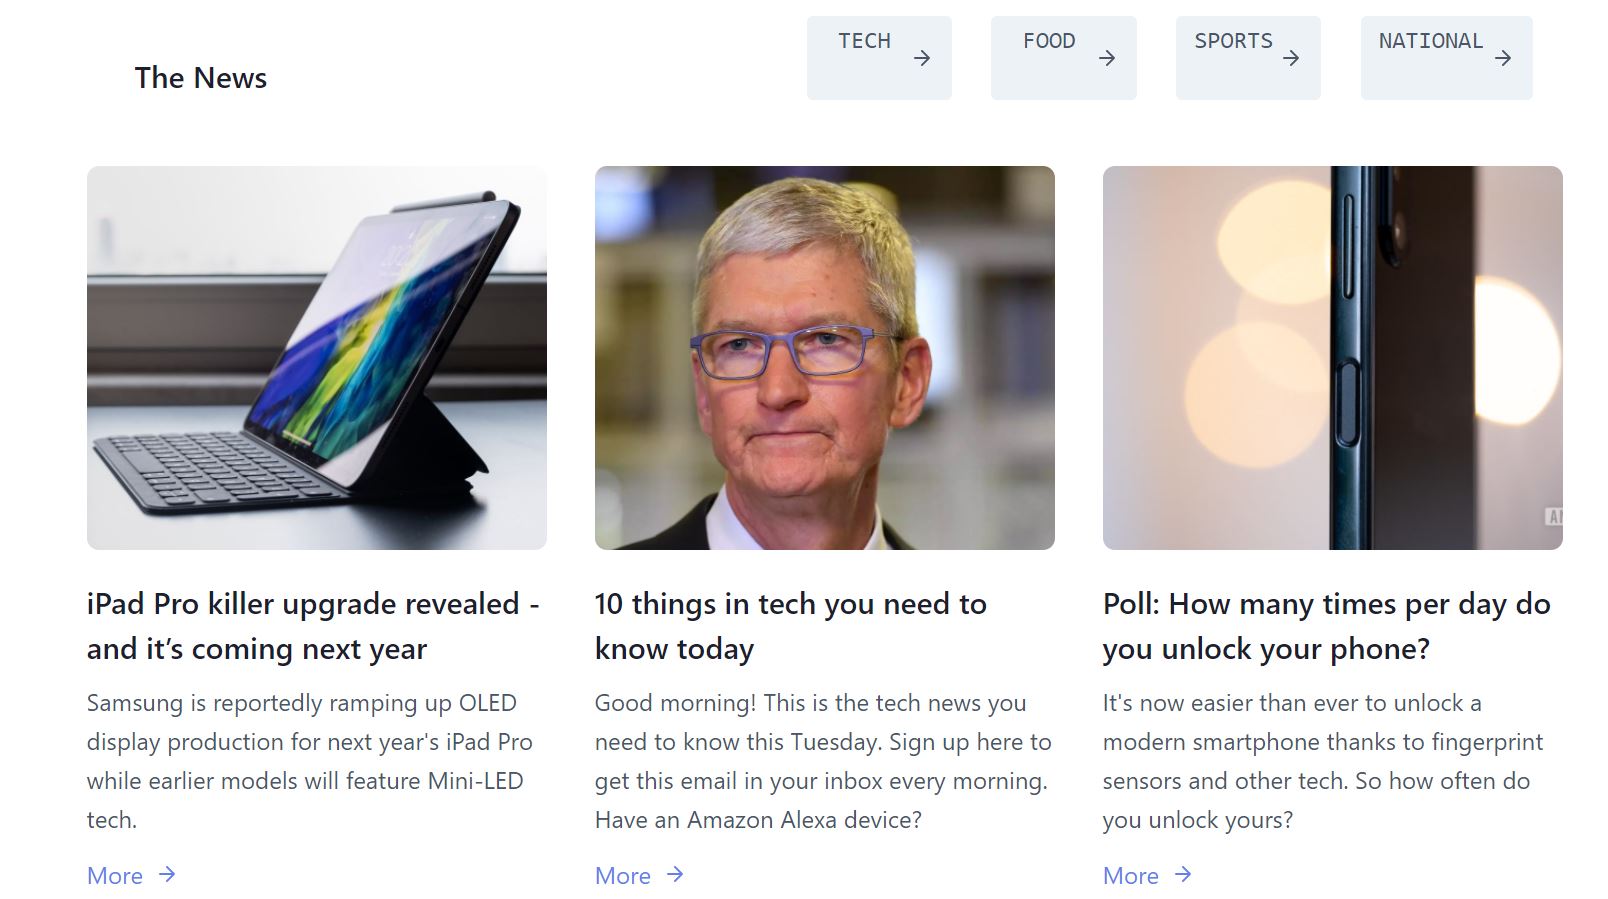 The News
TECH
FOOD
SPORTS
NATIONAL
iPad Pro killer upgrade revealed -
and it’s coming next year
Samsung is reportedly ramping up OLED
display production for next year's iPad Pro
while earlier models will feature Mini-LED
tech.
More
10 things in tech you need to
know today
Good morning! This is the tech news you
need to know this Tuesday. Sign up here to
get this email in your inbox every morning.
Have an Amazon Alexa device?
More
Poll: How many times per day do
you unlock your phone?
It's now easier than ever to unlock a
modern smartphone thanks to fingerprint
sensors and other tech. So how often do
you unlock yours?
More